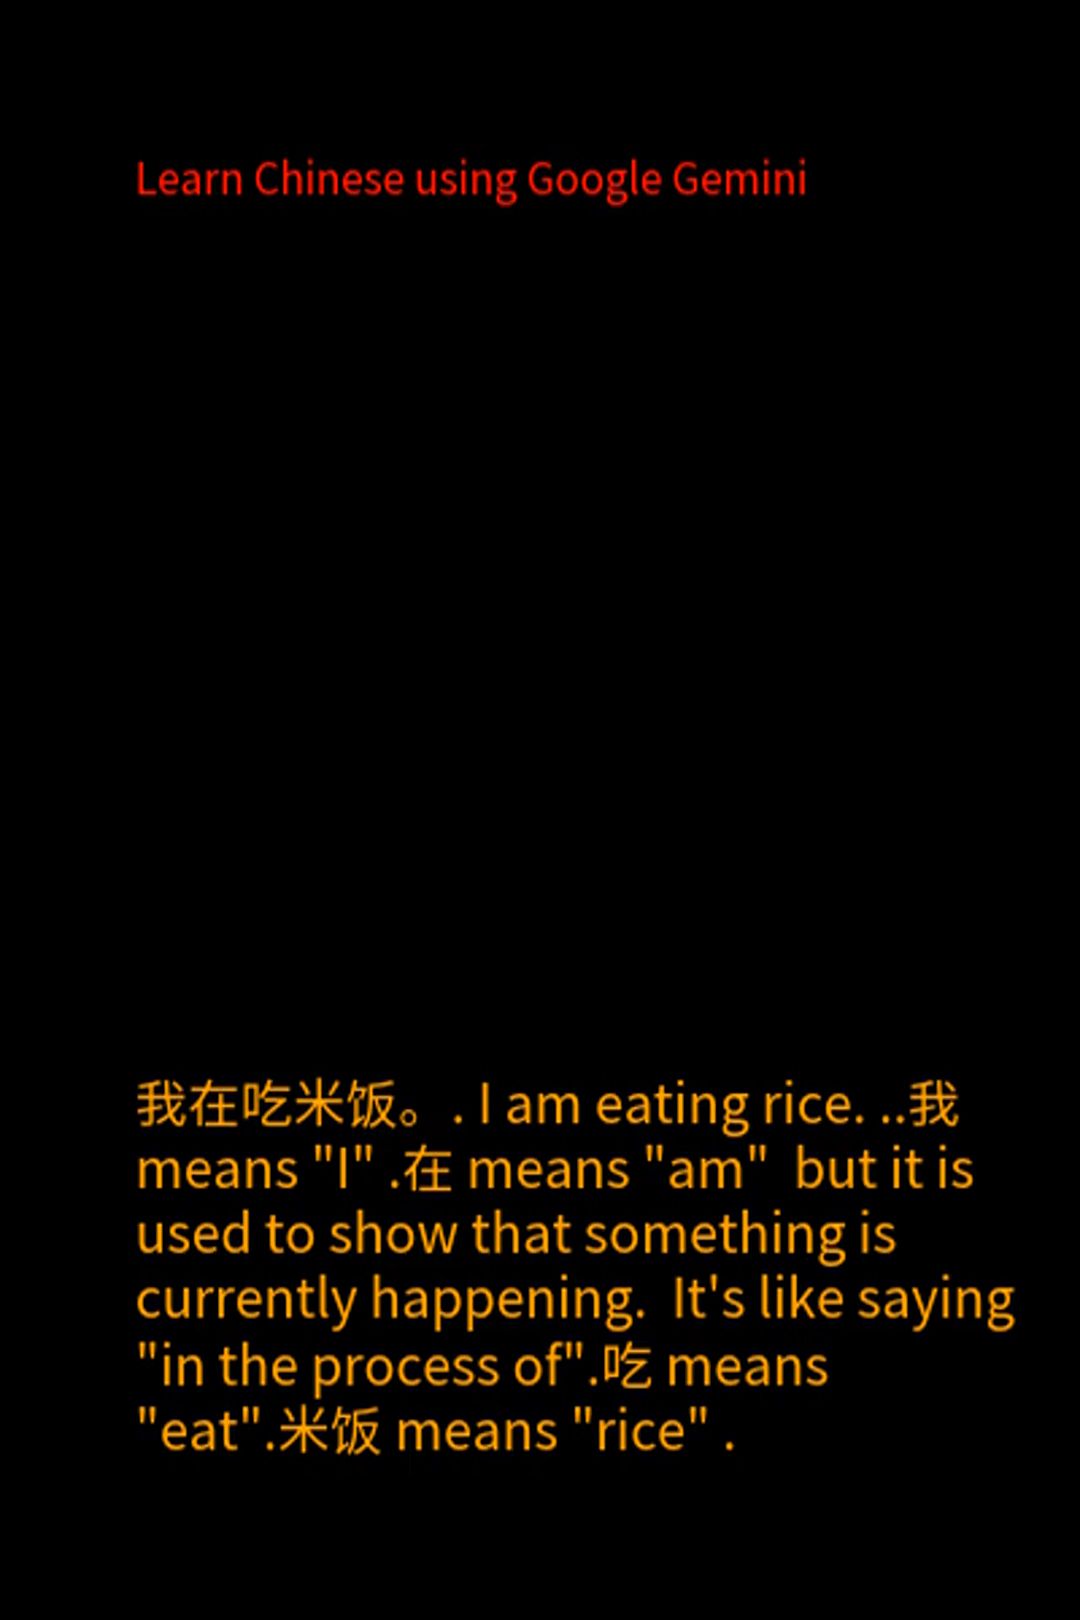 Learn Chinese using Google Gemini
我在吃米饭。. I am eating rice. ..我
means "I" .在 means "am"  but it is
used to show that something is
currently happening.  It's like saying
"in the process of".吃 means
"eat".米饭 means "rice" .